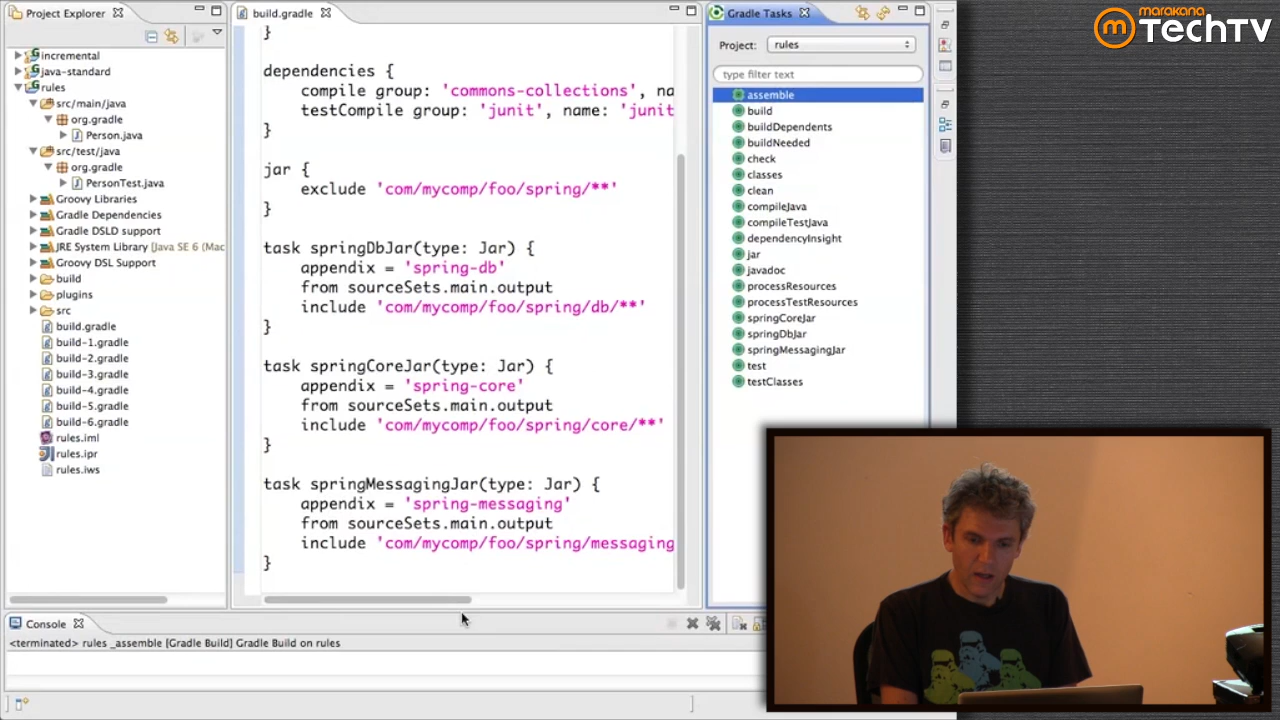 Project Explorer
incremental
java-standard
rules
src/main/java
org.gradle
Person.java
src/test/java
org.gradle
PersonTest.java
Groovy Libraries
Gradle Dependencies
Gradle DSLD support
JRE System Library (Java SE 6 (Mac
Groovy DSL Support
build
plugins
src
build.gradle
build-1.gradle
build-2.gradle
build-3.gradle
build-4.gradle
build-5.gradle
build-6.gradle
rules.iml
rules.ipr
rules.iws
build.gradle
}
dependencies {
compile group: 'commons-collections', na
testCompile group: 'junit', name: 'junit
}
jar {
exclude 'com/mycomp/foo/spring/**'
}
task springDbJar(type: Jar) {
appendix = 'spring-db'
from sourceSets.main.output
include 'com/mycomp/foo/spring/db/**'
}
task springCoreJar(type: Jar) {
appendix = 'spring-core'
from sourceSets.main.output
include 'com/mycomp/foo/spring/core/**'
}
task springMessagingJar(type: Jar) {
appendix = 'spring-messaging'
from sourceSets.main.output
include 'com/mycomp/foo/spring/messaging
}
Gradle Tasks
Project: rules
type filter text
assemble
build
buildDependents
buildNeeded
check
classes
clean
compileJava
compileTestJava
dependencyInsight
jar
javadoc
processResources
processTestResources
springCoreJar
springDbJar
springMessagingJar
test
testClasses
Console
<terminated> rules _assemble [Gradle Build] Gradle Build on rules
m
marakana
TechTV